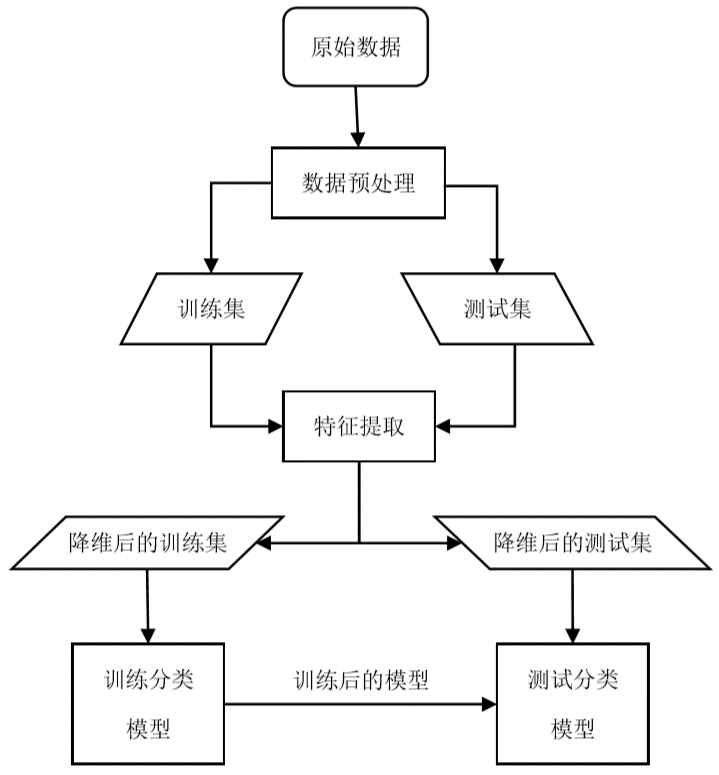 原始数据
数据预处理
训练集
测试集
特征提取
降维后的训练集
降维后的测试集
训练分类
模型
训练后的模型
测试分类
模型